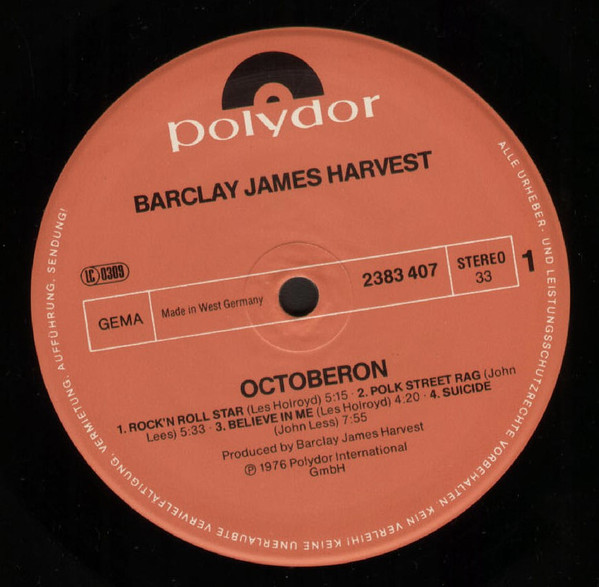 polydor
BARCLAY JAMES HARVEST
LC 0309
GEMA
Made in West Germany
2383 407
STEREO
33
1
OCTOBERON
1. ROCK'N ROLL STAR (Les Holroyd) 5:15 · 2. POLK STREET RAG (John
Lees) 5:33 · 3. BELIEVE IN ME (Les Holroyd) 4:20 · 4. SUICIDE
(John Less) 7:55
Produced by Barclay James Harvest
℗ 1976 Polydor International
GmbH
ALLE URHEBER- UND LEISTUNGSSCHUTZRECHTE VORBEHALTEN. KEIN VERLEIH! KEINE UNERLAUBTE VERVIELFÄLTIGUNG, VERMIETUNG, AUFFÜHRUNG, SENDUNG!